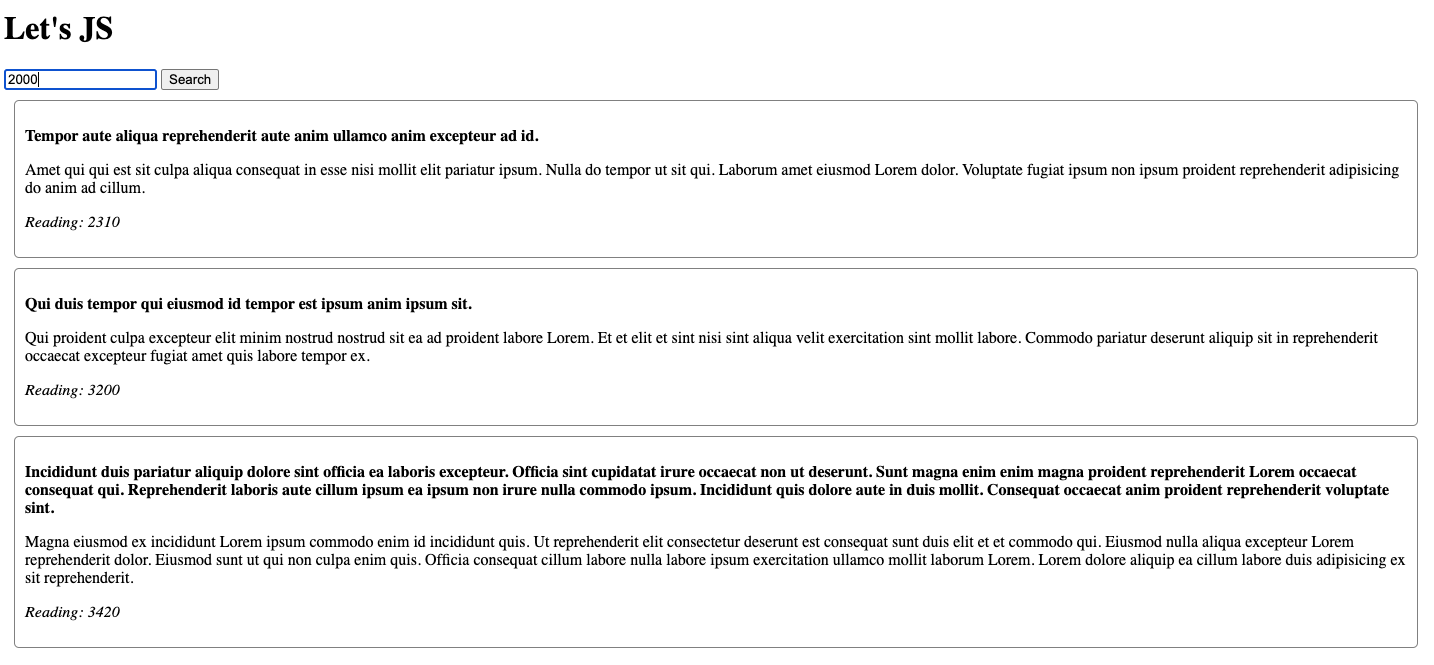 Let's JS
2000 Search
Tempor aute aliqua reprehenderit aute anim ullamco anim excepteur ad id.
Amet qui qui est sit culpa aliqua consequat in esse nisi mollit elit pariatur ipsum. Nulla do tempor ut sit qui. Laborum amet eiusmod Lorem dolor. Voluptate fugiat ipsum non ipsum proident reprehenderit adipisicing
do anim ad cillum.
Reading: 2310
Qui duis tempor qui eiusmod id tempor est ipsum anim ipsum sit.
Qui proident culpa excepteur elit minim nostrud nostrud sit ea ad proident labore Lorem. Et et elit et sint nisi sint aliqua velit exercitation sint mollit labore. Commodo pariatur deserunt aliquip sit in reprehenderit
occaecat excepteur fugiat amet quis labore tempor ex.
Reading: 3200
Incididunt duis pariatur aliquip dolore sint officia ea laboris excepteur. Officia sint cupidatat irure occaecat non ut deserunt. Sunt magna enim enim magna proident reprehenderit Lorem occaecat
consequat qui. Reprehenderit laboris aute cillum ipsum ea ipsum non irure nulla commodo ipsum. Incididunt quis dolore aute in duis mollit. Consequat occaecat anim proident reprehenderit voluptate
sint.
Magna eiusmod ex incididunt Lorem ipsum commodo enim id incididunt quis. Ut reprehenderit elit consectetur deserunt est consequat sunt duis elit et et commodo qui. Eiusmod nulla aliqua excepteur Lorem
reprehenderit dolor. Eiusmod sunt ut qui non culpa enim quis. Officia consequat cillum labore nulla labore ipsum exercitation ullamco mollit laborum Lorem. Lorem dolore aliquip ea cillum labore duis adipisicing ex
sit reprehenderit.
Reading: 3420